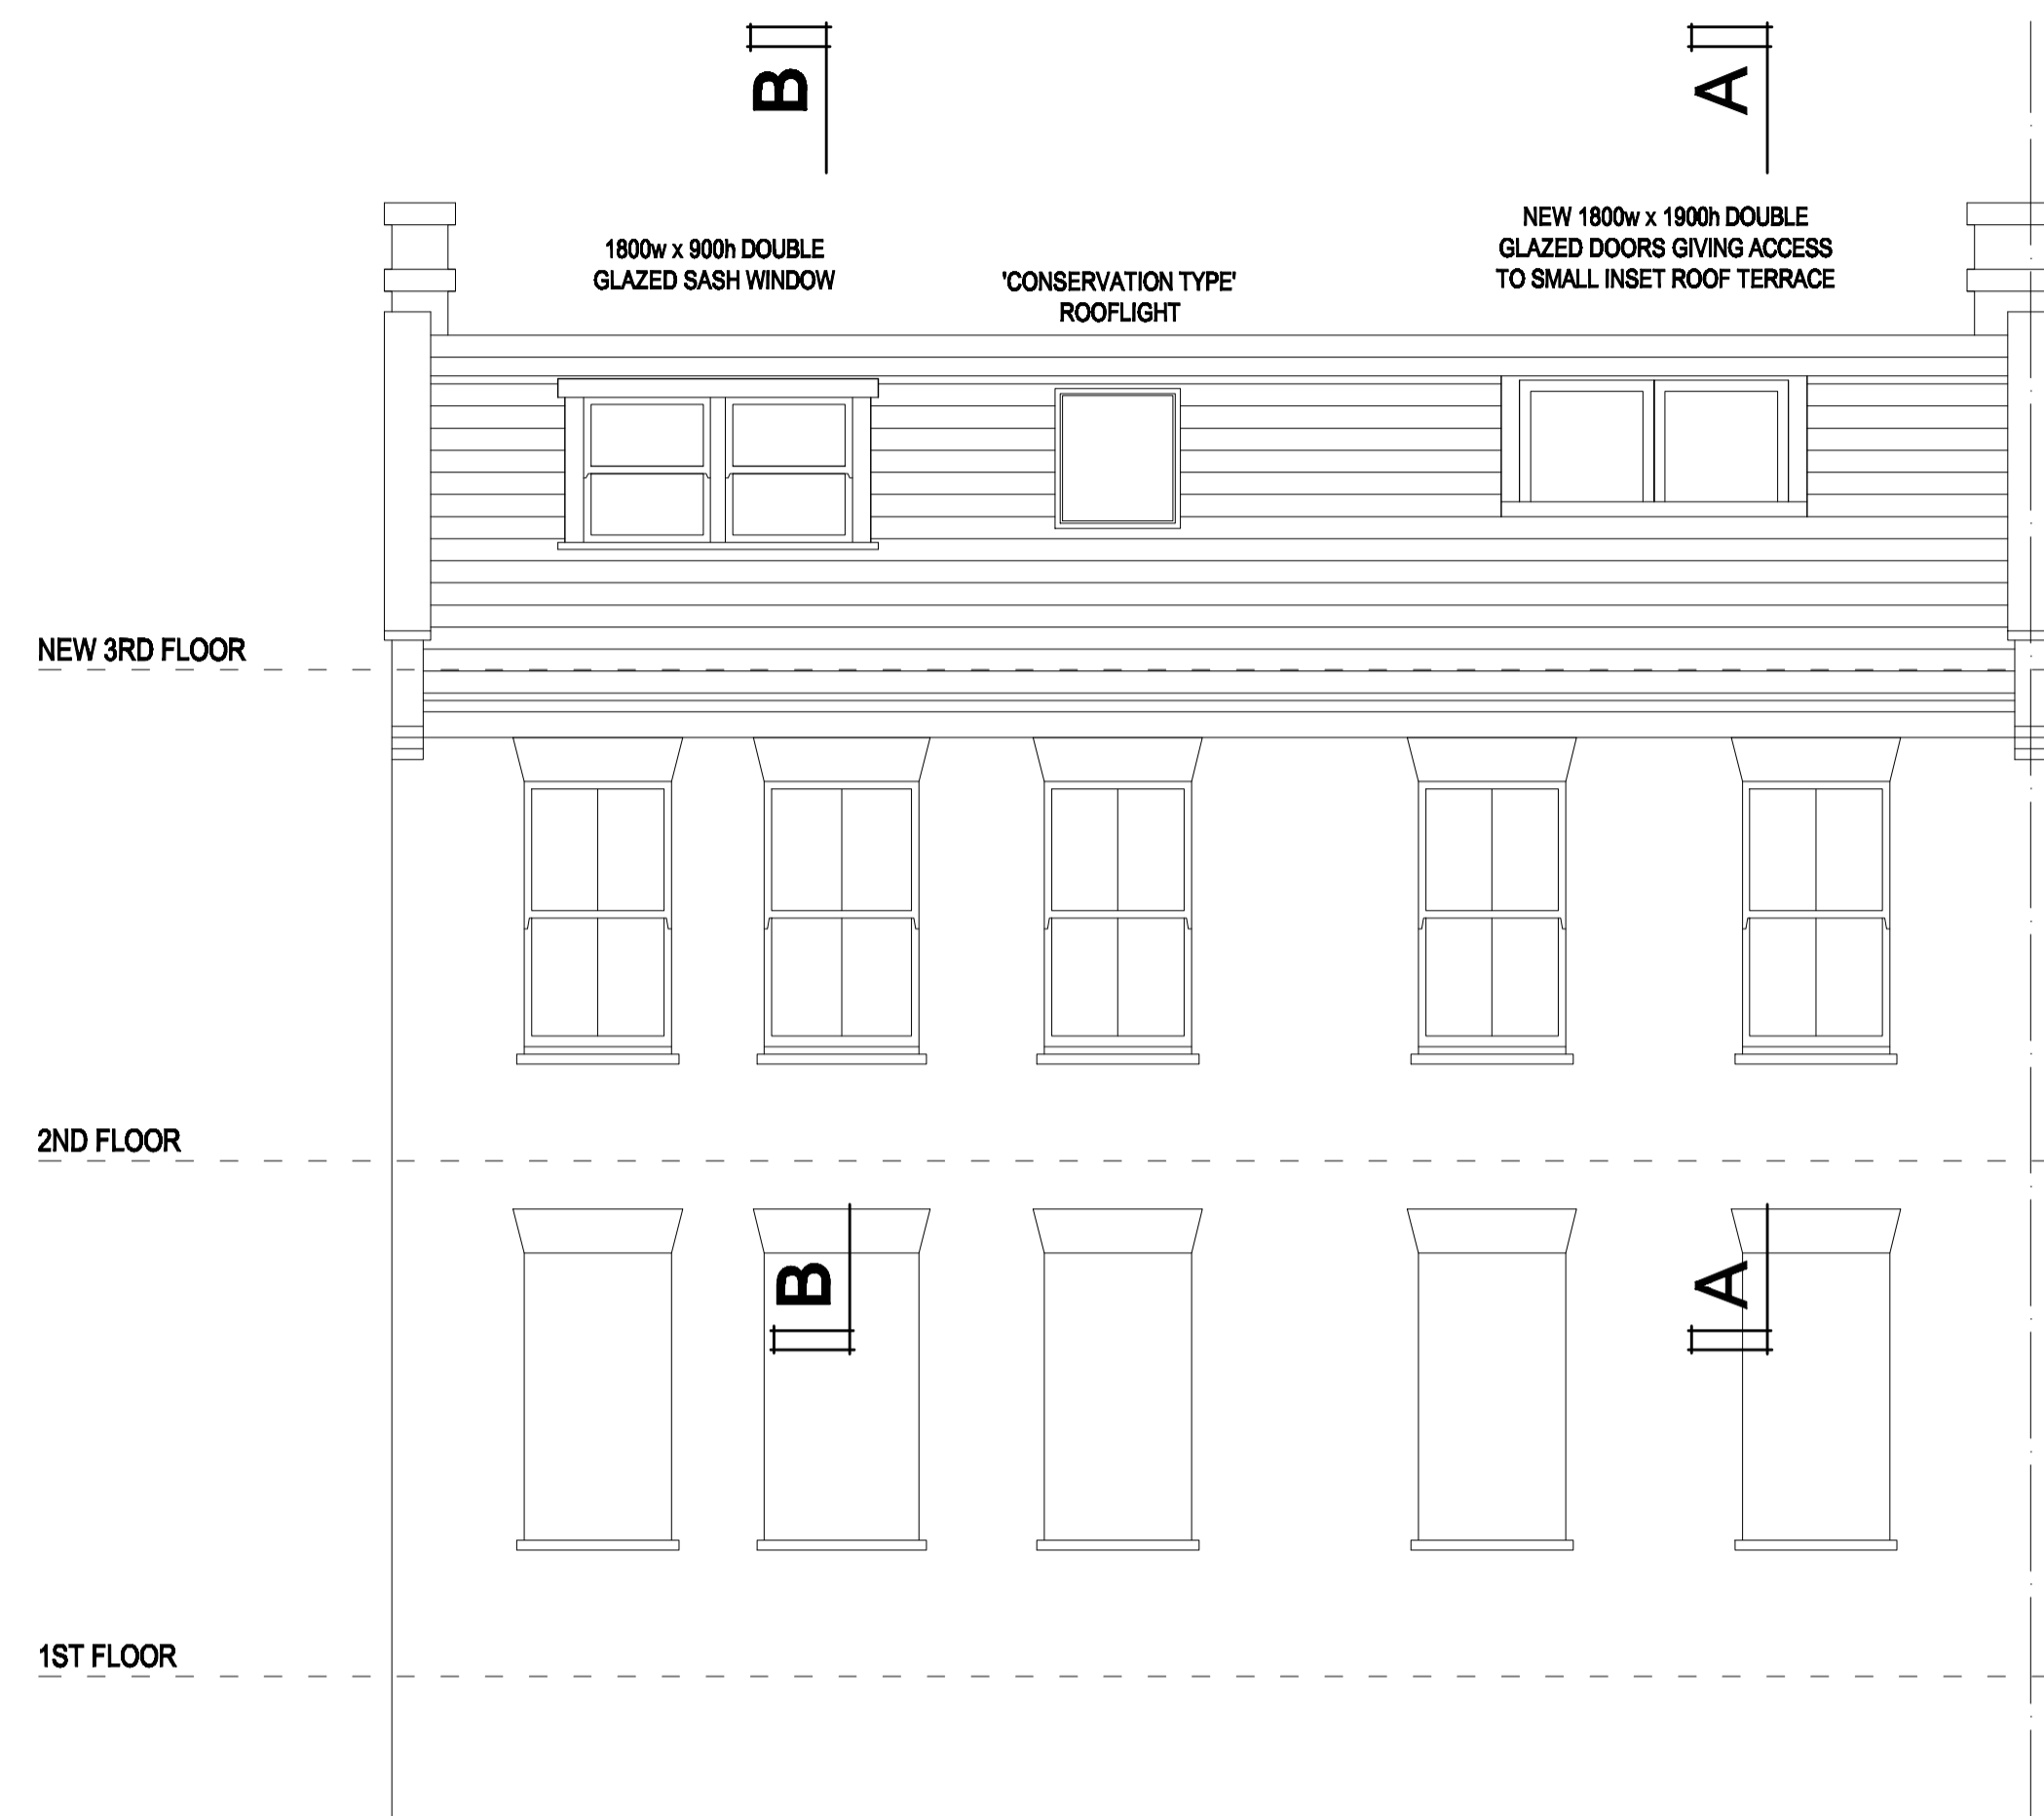 B
A
1800w x 900h DOUBLE
GLAZED SASH WINDOW
'CONSERVATION TYPE'
ROOFLIGHT
NEW 1800w x 1900h DOUBLE
GLAZED DOORS GIVING ACCESS
TO SMALL INSET ROOF TERRACE
NEW 3RD FLOOR
2ND FLOOR
B
A
1ST FLOOR